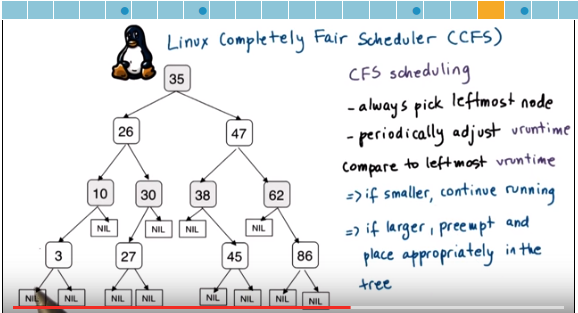 Linux Completely Fair Scheduler (CFS)
35
CFS scheduling
- always pick leftmost node
26
47
- periodically adjust vruntime
compare to leftmost vruntime
10
30
38
62
=> if smaller, continue running
NIL
NIL
NIL
NIL
=> if larger, preempt and
3
27
45
86
place appropriately in the
tree
NIL
NIL
NIL
NIL
NIL
NIL
NIL
NIL